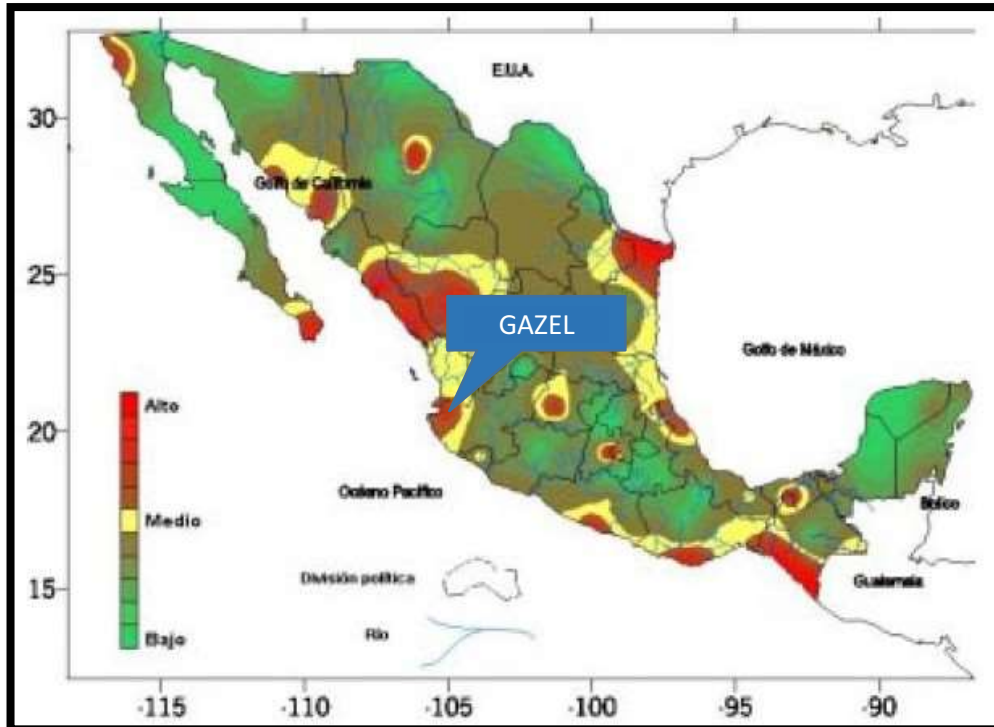 E.U.A.
30
Golfo de California
25
GAZEL
Golfo de México
Alto
20
Océano Pacífico
Medio
Belice
División política
Guatemala
15
Río
Bajo
-115
-110
-105
-100
-95
-90